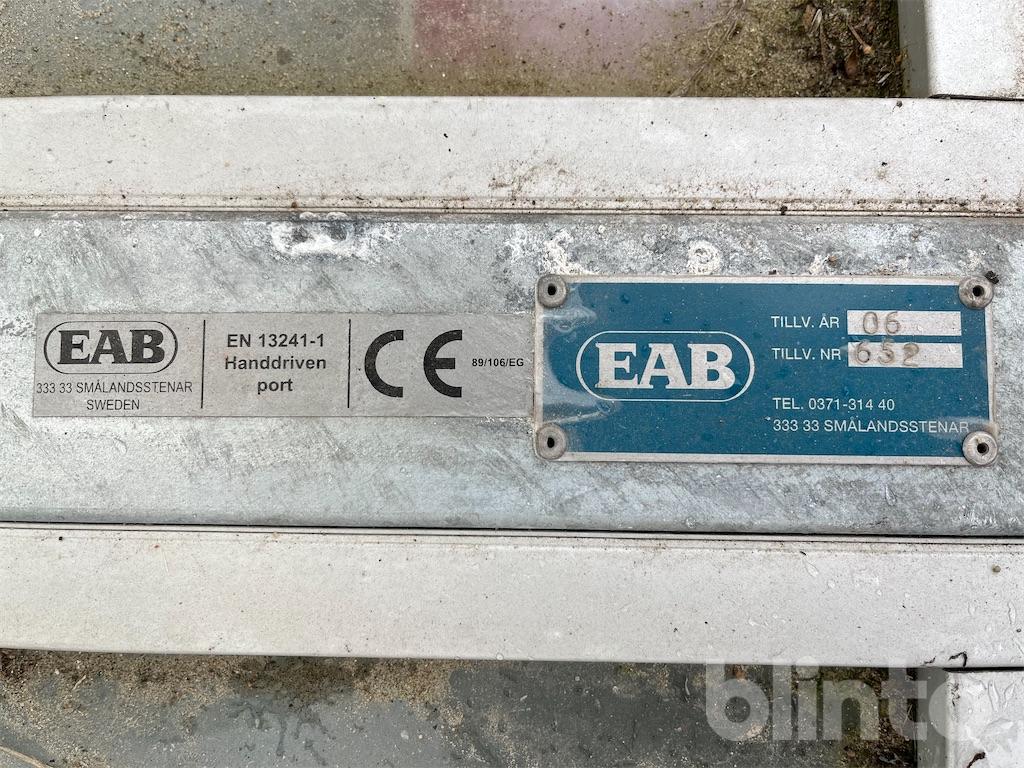 EAB
333 33 SMÅLANDSSTENAR
SWEDEN
EN 13241-1
Handdriven
port
CE
89/106/EG
EAB
TILLV. ÅR 06
TILLV. NR 652
TEL. 0371-314 40
333 33 SMÅLANDSSTENAR
blinto